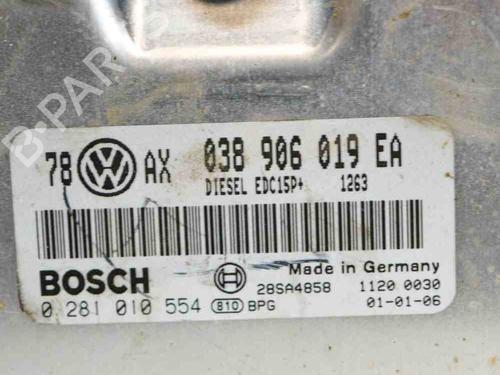 78 VW AX 038 906 019 EA
DIESEL EDC15P+ 1263
BOSCH
Made in Germany
28SA4858 1120 0030
0 281 010 554 810 BPG 01-01-06
B-PARTS